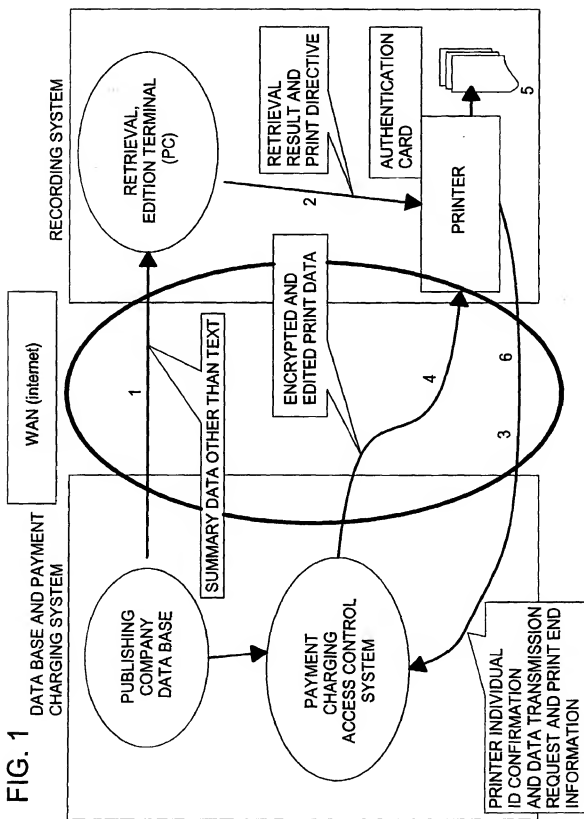 FIG. 1
DATA BASE AND PAYMENT
CHARGING SYSTEM
WAN (internet)
RECORDING SYSTEM
PUBLISHING
COMPANY
DATA BASE
1
SUMMARY DATA OTHER THAN TEXT
RETRIEVAL,
EDITION TERMINAL
(PC)
2
RETRIEVAL
RESULT AND
PRINT DIRECTIVE
PAYMENT
CHARGING
ACCESS CONTROL
SYSTEM
ENCRYPTED AND
EDITED PRINT DATA
4
AUTHENTICATION
CARD
PRINTER
5
3
6
PRINTER INDIVIDUAL
ID CONFIRMATION
AND DATA TRANSMISSION
REQUEST AND PRINT END
INFORMATION